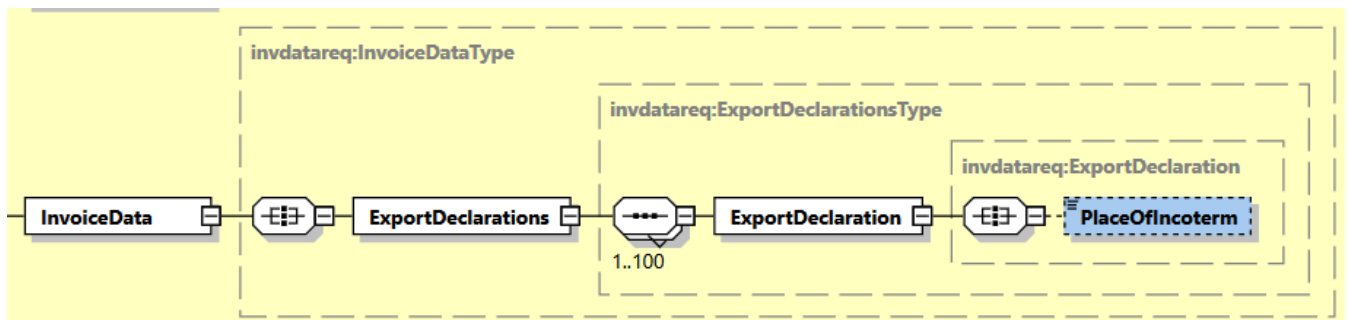 invdatareq:InvoiceDataType
invdatareq:ExportDeclarationsType
invdatareq:ExportDeclaration
InvoiceData
ExportDeclarations
ExportDeclaration
PlaceOfIncoterm
1..100